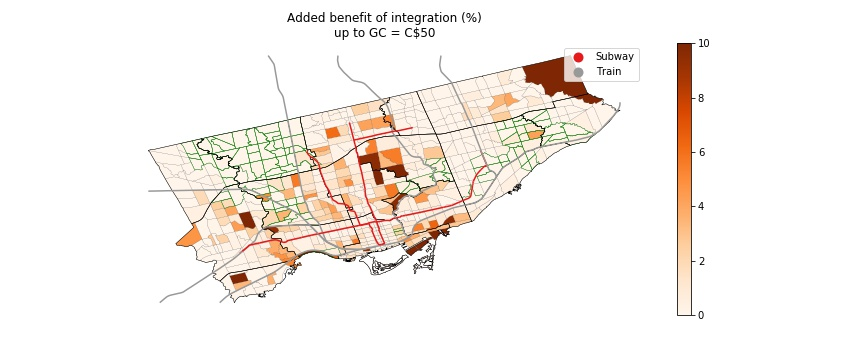 Added benefit of integration (%)
up to GC = C$50
Subway
Train
10
8
6
4
2
0